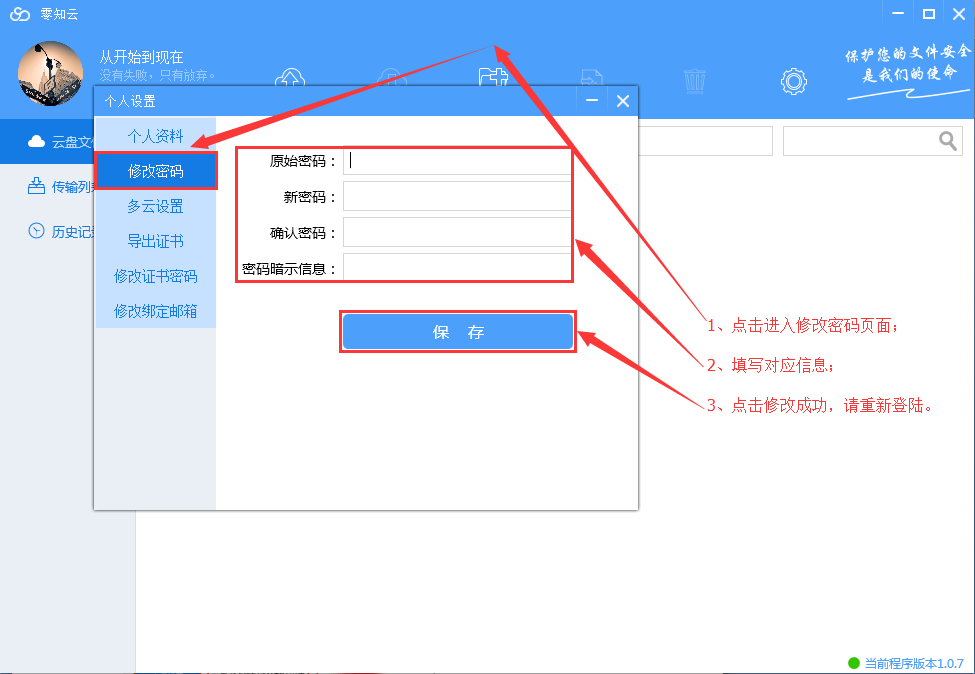 零知云
从开始到现在
没有失败，只有放弃。
保护您的文件安全
是我们的使命
个人设置
云盘文
传输列
历史记
个人资料
修改密码
多云设置
导出证书
修改证书密码
修改绑定邮箱
原始密码：
新密码：
确认密码：
密码暗示信息：
保 存
1、点击进入修改密码页面；
2、填写对应信息；
3、点击修改成功，请重新登陆。
当前程序版本1.0.7